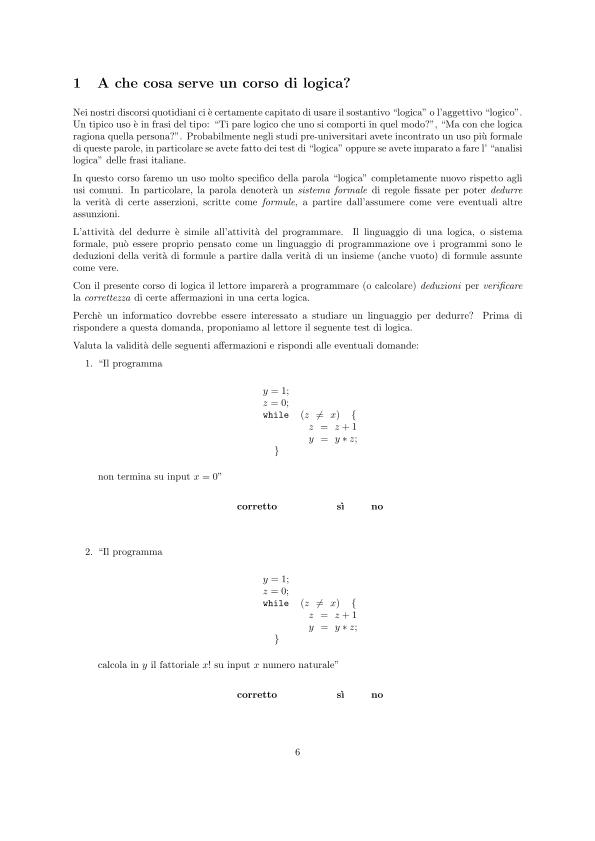 1 A che cosa serve un corso di logica?
Nei nostri discorsi quotidiani ci è certamente capitato di usare il sostantivo “logica” o l’aggettivo “logico”.
Un tipico uso è in frasi del tipo: “Ti pare logico che uno si comporti in quel modo?”, “Ma con che logica
ragiona quella persona?”. Probabilmente negli studi pre-universitari avete incontrato un uso più formale
di queste parole, in particolare se avete fatto dei test di “logica” oppure se avete imparato a fare l’ “analisi
logica” delle frasi italiane.
In questo corso faremo un uso molto specifico della parola “logica” completamente nuovo rispetto agli
usi comuni. In particolare, la parola denoterà un sistema formale di regole fissate per poter dedurre
la verità di certe asserzioni, scritte come formule, a partire dall’assumere come vere eventuali altre
assunzioni.
L’attività del dedurre è simile all’attività del programmare. Il linguaggio di una logica, o sistema
formale, può essere proprio pensato come un linguaggio di programmazione ove i programmi sono le
deduzioni della verità di formule a partire dalla verità di un insieme (anche vuoto) di formule assunte
come vere.
Con il presente corso di logica il lettore imparerà a programmare (o calcolare) deduzioni per verificare
la correttezza di certe affermazioni in una certa logica.
Perchè un informatico dovrebbe essere interessato a studiare un linguaggio per dedurre? Prima di
rispondere a questa domanda, proponiamo al lettore il seguente test di logica.
Valuta la validità delle seguenti affermazioni e rispondi alle eventuali domande:
1. “Il programma
y = 1;
z = 0;
while (z ≠ x) {
z = z + 1
y = y ∗ z;
}
non termina su input x = 0”
corretto sì no
2. “Il programma
y = 1;
z = 0;
while (z ≠ x) {
z = z + 1
y = y ∗ z;
}
calcola in y il fattoriale x! su input x numero naturale”
corretto sì no
6